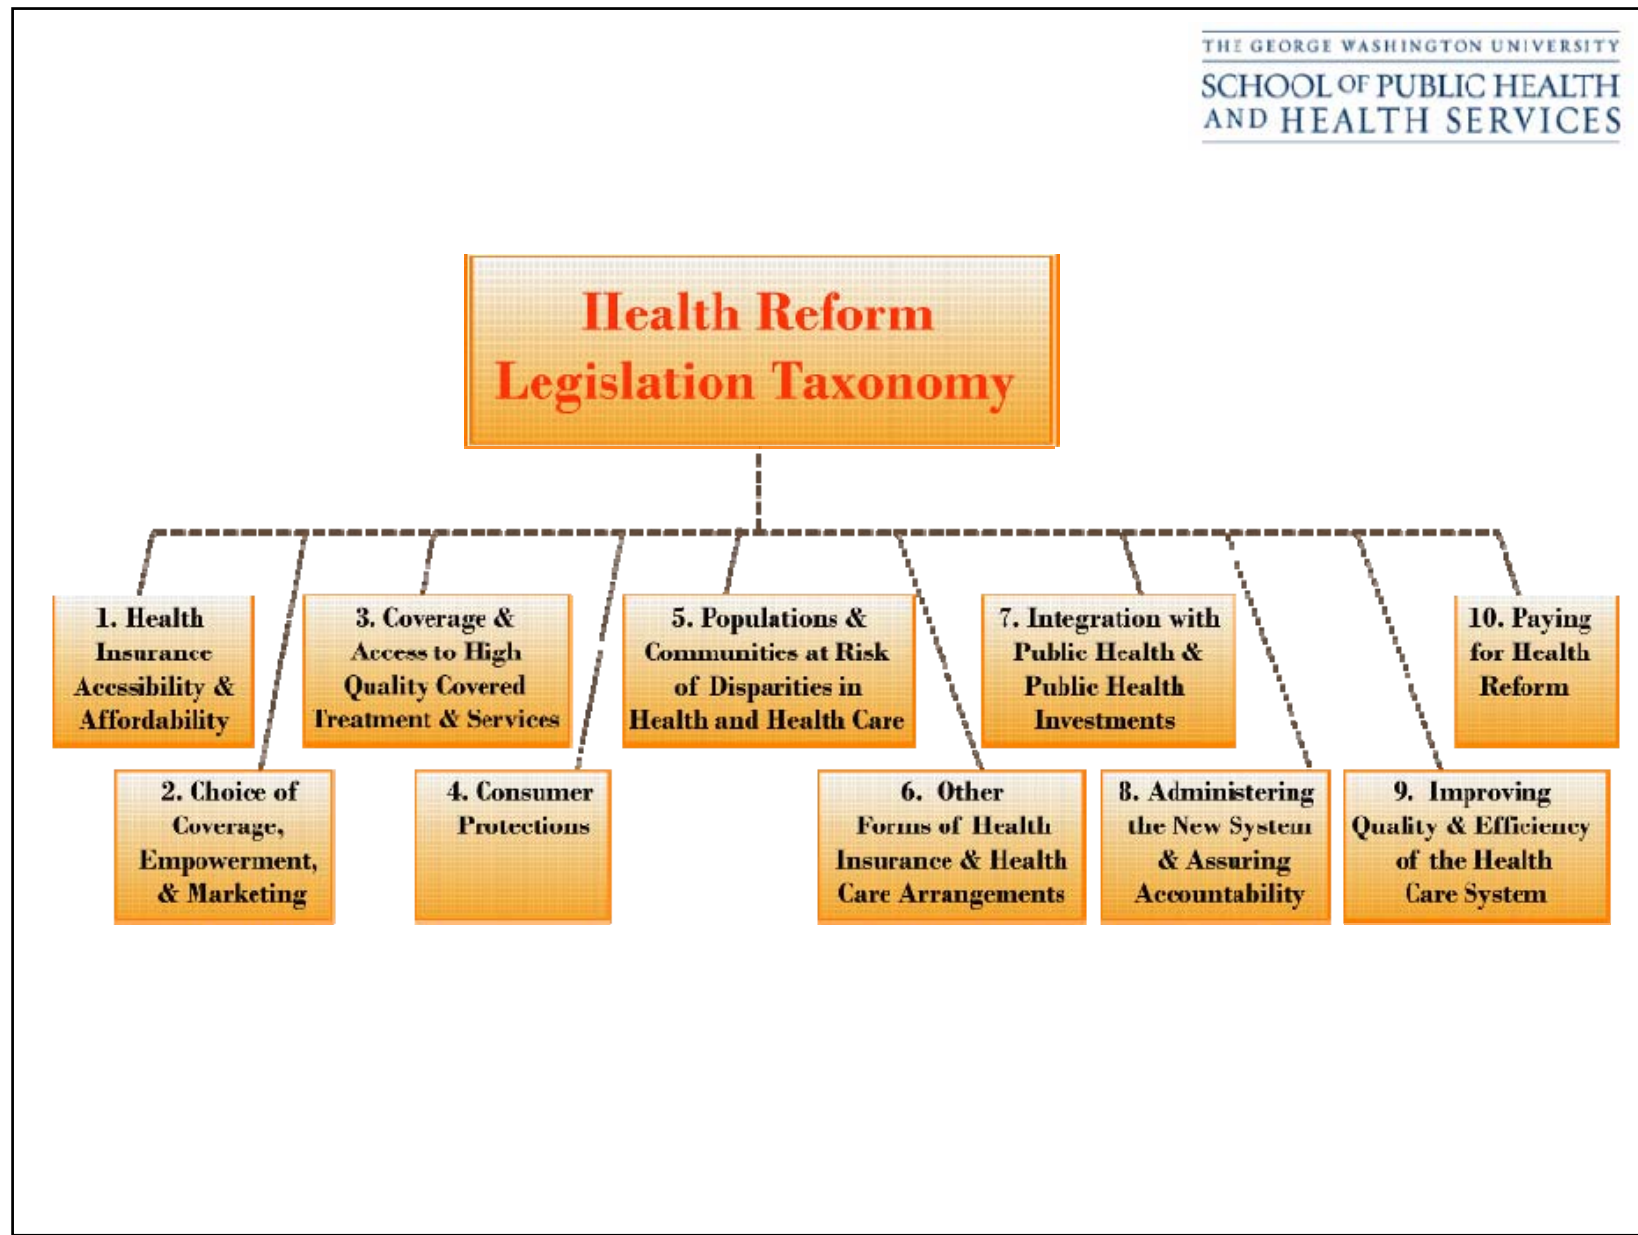 THE GEORGE WASHINGTON UNIVERSITY
SCHOOL OF PUBLIC HEALTH
AND HEALTH SERVICES
Health Reform
Legislation Taxonomy
1. Health
Insurance
Accessibility &
Affordability
2. Choice of
Coverage,
Empowerment,
& Marketing
3. Coverage &
Access to High
Quality Covered
Treatment & Services
4. Consumer
Protections
5. Populations &
Communities at Risk
of Disparities in
Health and Health Care
6. Other
Forms of Health
Insurance & Health
Care Arrangements
7. Integration with
Public Health &
Public Health
Investments
8. Administering
the New System
& Assuring
Accountability
9. Improving
Quality & Efficiency
of the Health
Care System
10. Paying
for Health
Reform